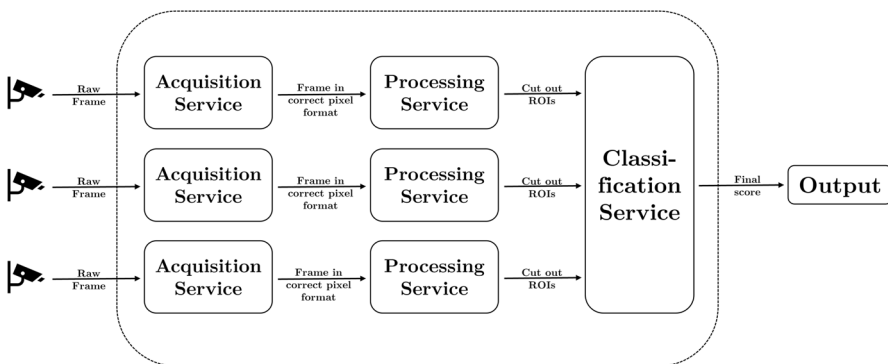 Raw
Frame
Acquisition
Service
Frame in
correct pixel
format
Processing
Service
Cut out
ROIs
Raw
Frame
Acquisition
Service
Frame in
correct pixel
format
Processing
Service
Cut out
ROIs
Raw
Frame
Acquisition
Service
Frame in
correct pixel
format
Processing
Service
Cut out
ROIs
Classi-
fication
Service
Final
score
Output